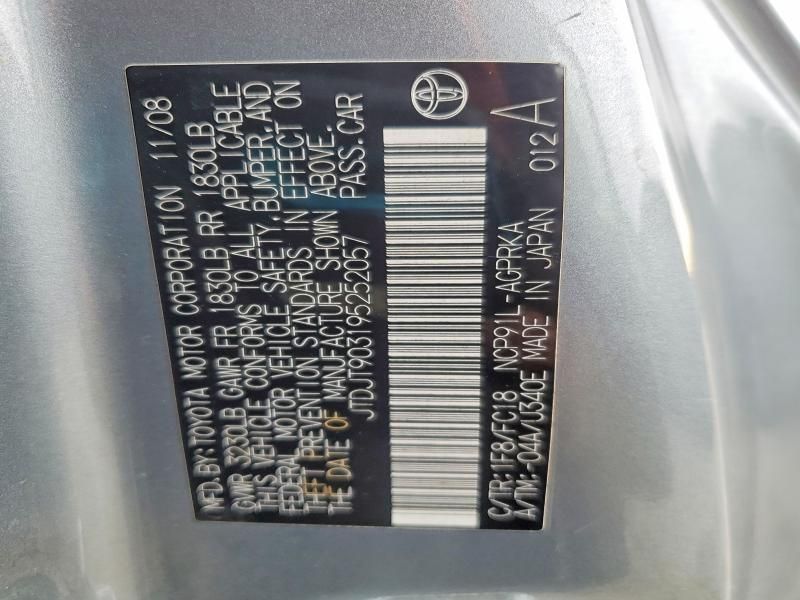 MFD.BY:TOYOTA MOTOR CORPORATION 11/08
GWR 3230LB GAWR FR 1830LB RR 1830LB
THIS VEHICLE CONFORMS TO ALL APPLICABLE
FEDERAL MOTOR VEHICLE SAFETY,BUMPER,AND
THEFT PREVENTION STANDARDS IN EFFECT ON
THE DATE OF MANUFACTURE SHOWN ABOVE.
JTDJT903195252057 PASS.CAR
C/TR:1F8/FC18 NCP91L-AGPRKA 012A
A/TM:-04A/U340E MADE IN JAPAN